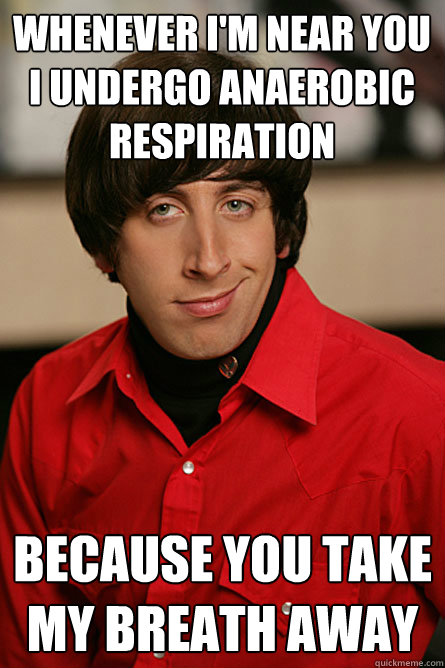 WHENEVER I'M NEAR YOU
I UNDERGO ANAEROBIC
RESPIRATION
BECAUSE YOU TAKE
MY BREATH AWAY
quickmeme.com